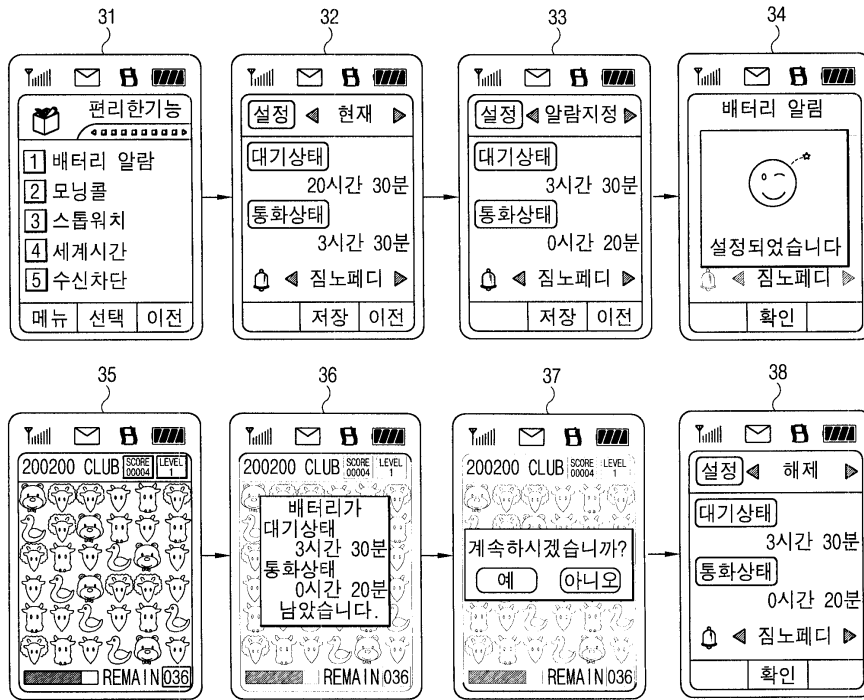 31
32
33
34
편리한기능
1 배터리 알람
2 모닝콜
3 스톱워치
4 세계시간
5 수신차단
메뉴 선택 이전
설정 ◀ 현재 ▶
대기상태
20시간 30분
통화상태
3시간 30분
◀ 짐노페디 ▶
저장 이전
설정 ◀ 알람지정 ▶
대기상태
3시간 30분
통화상태
0시간 20분
◀ 짐노페디 ▶
저장 이전
배터리 알림
설정되었습니다
◀ 짐노페디 ▶
확인
35
36
37
38
200200 CLUB SCORE 00004 LEVEL 1
REMAIN 036
200200 CLUB SCORE 00004 LEVEL 1
배터리가
대기상태
3시간 30분
통화상태
0시간 20분
남았습니다.
REMAIN 036
200200 CLUB SCORE 00004 LEVEL 1
계속하시겠습니까?
예 아니오
REMAIN 036
설정 ◀ 해제 ▶
대기상태
3시간 30분
통화상태
0시간 20분
◀ 짐노페디 ▶
확인